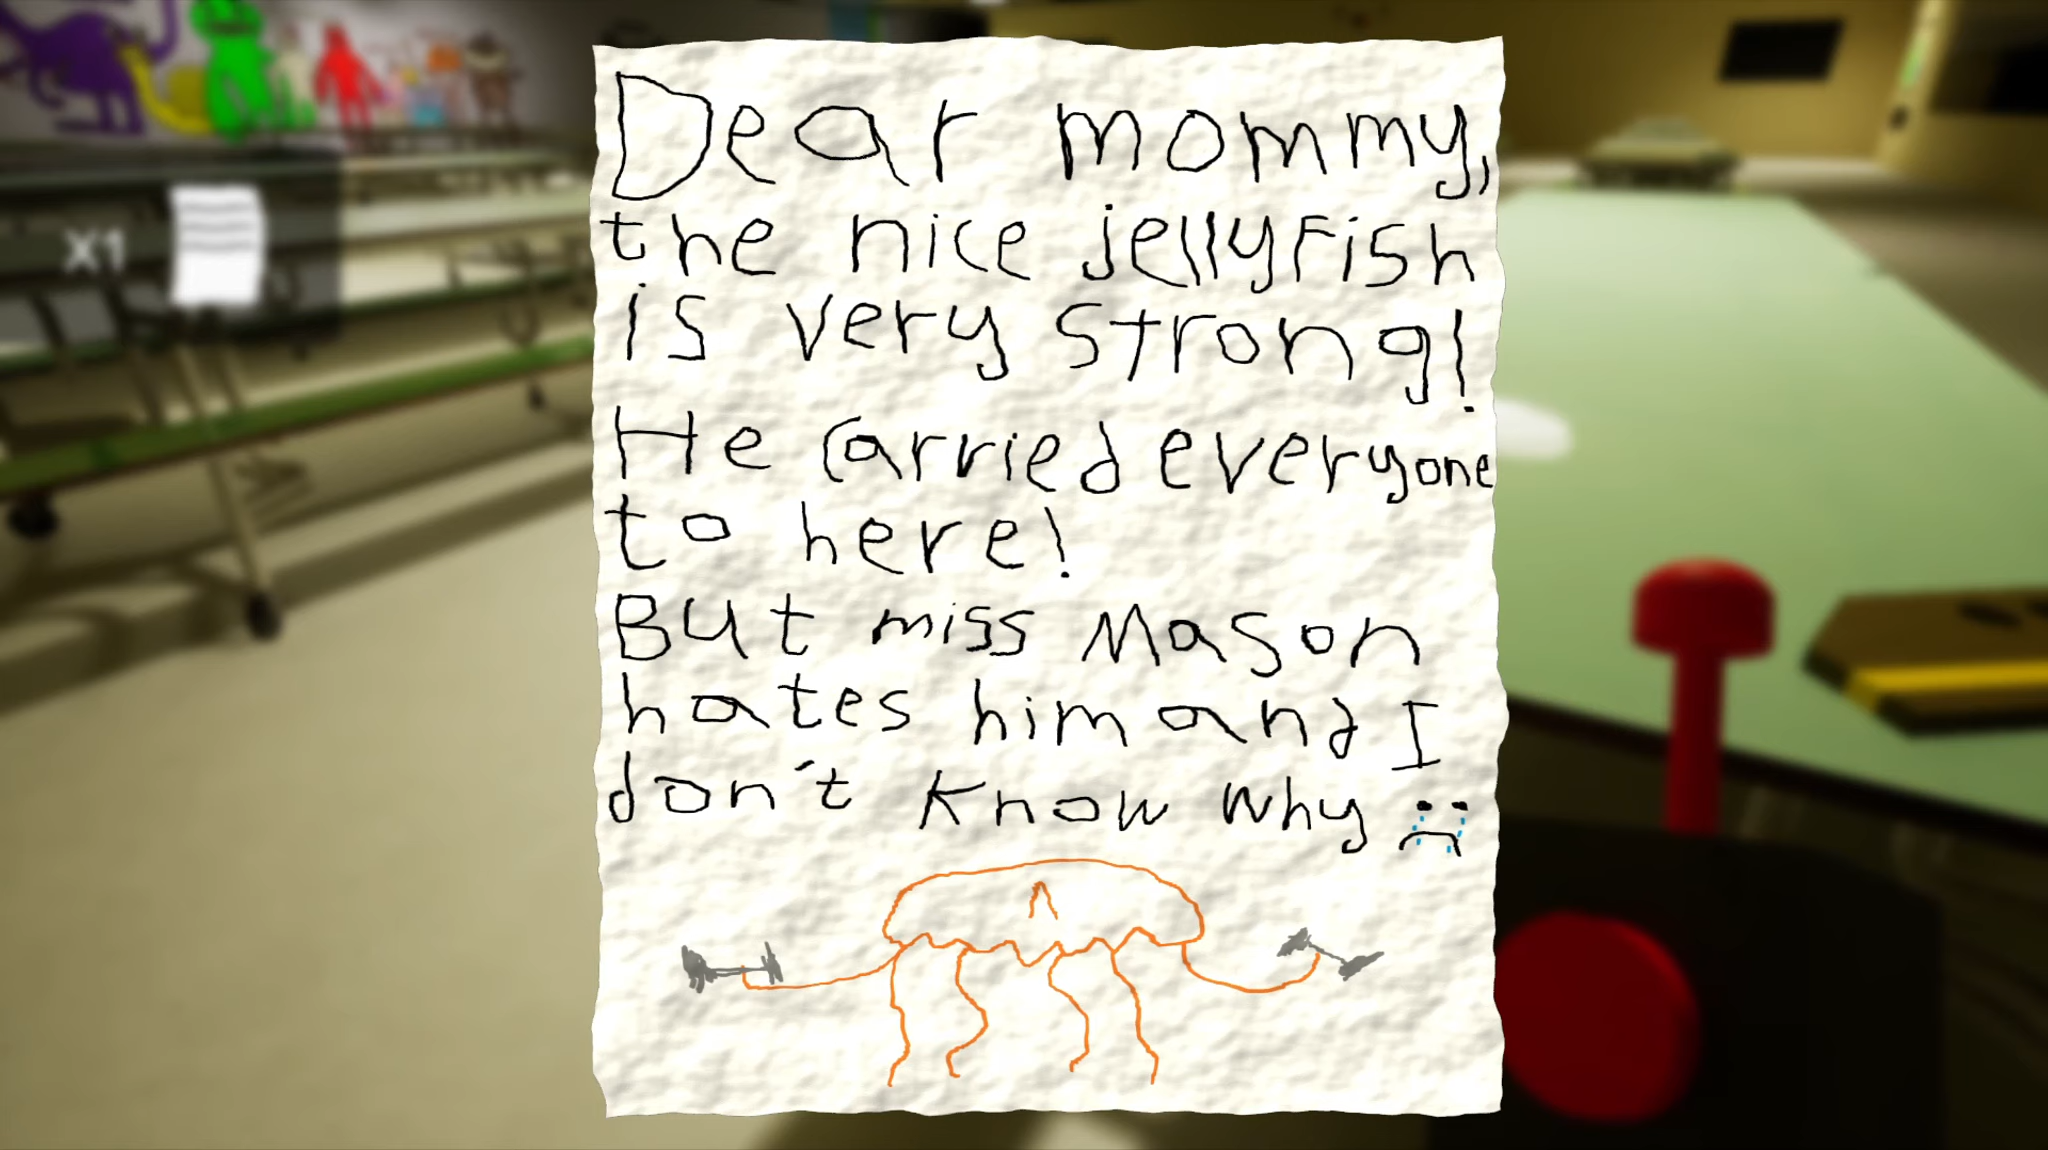 X1
Dear mommy,
the nice jellyFish
is very strong!
He carried everyone
to here!
But miss Mason
hates him and I
don't know why